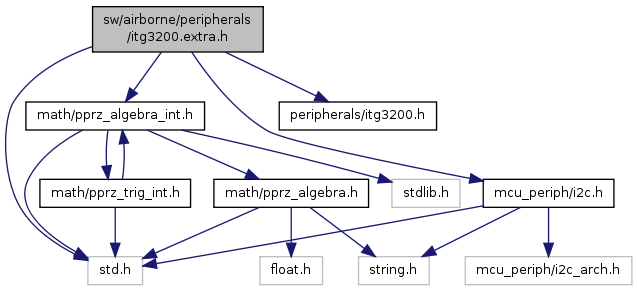 sw/airborne/peripherals
/itg3200.extra.h
math/pprz_algebra_int.h
peripherals/itg3200.h
math/pprz_trig_int.h
math/pprz_algebra.h
stdlib.h
mcu_periph/i2c.h
std.h
float.h
string.h
mcu_periph/i2c_arch.h